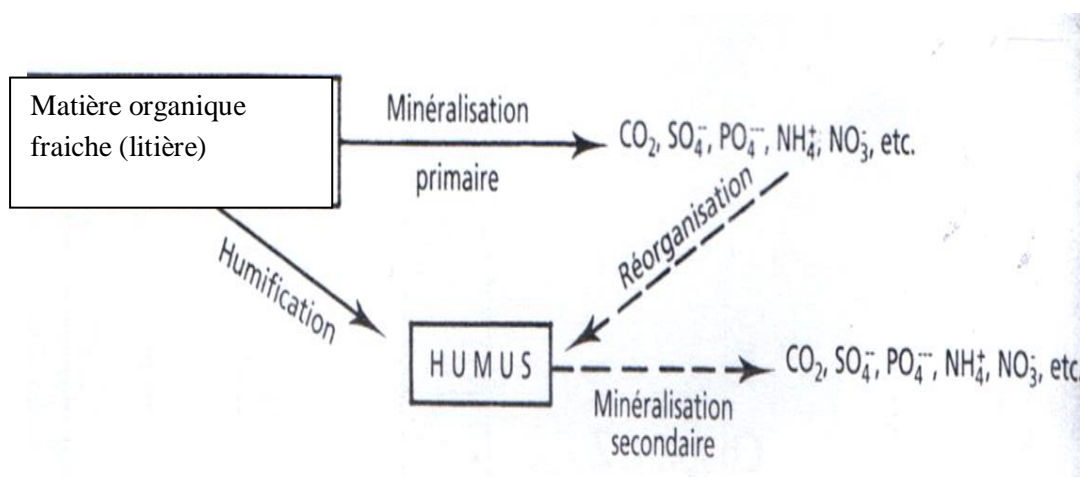 Matière organique
fraiche (litière)
Minéralisation
primaire
CO₂, SO₄⁻⁻, PO₄⁻⁻⁻, NH₄⁺, NO₃⁻, etc.
Réorganisation
Humification
HUMUS
CO₂, SO₄⁻⁻, PO₄⁻⁻⁻, NH₄⁺, NO₃⁻, etc.
Minéralisation
secondaire